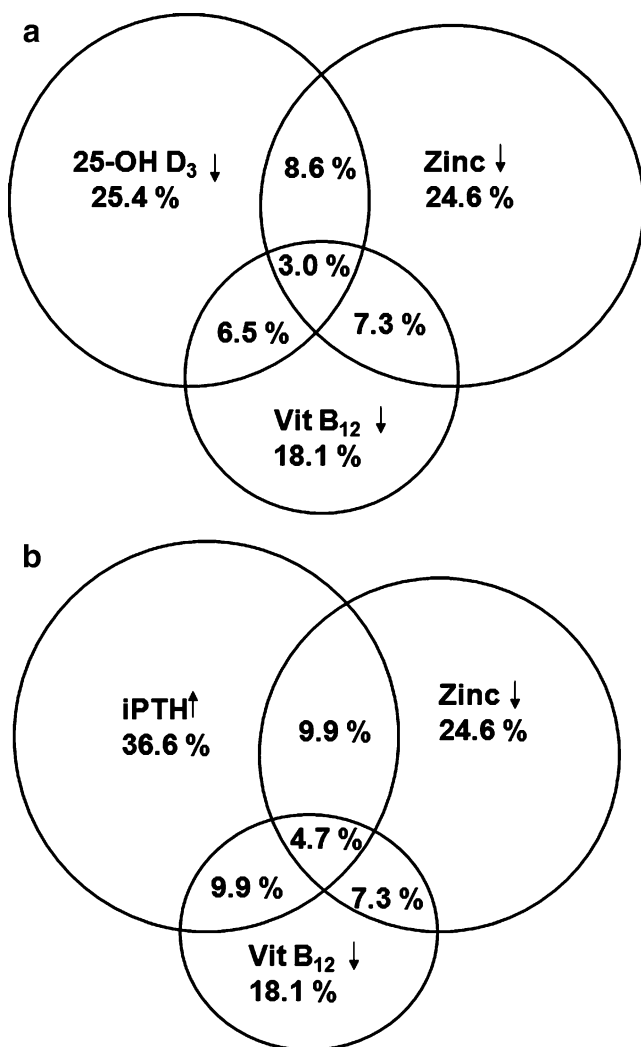 a
25-OH D₃ ↓
25.4 %
8.6 %
Zinc ↓
24.6 %
3.0 %
6.5 %
7.3 %
Vit B₁₂ ↓
18.1 %
b
iPTH↑
36.6 %
9.9 %
Zinc ↓
24.6 %
4.7 %
9.9 %
7.3 %
Vit B₁₂ ↓
18.1 %